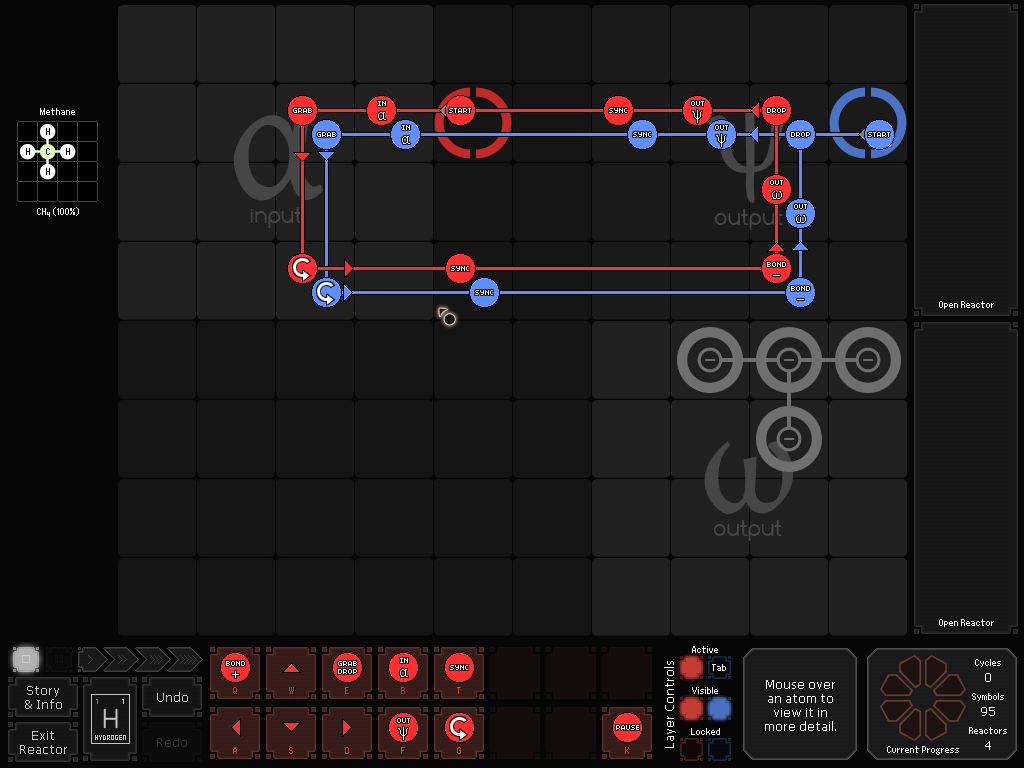 Methane
H
H C H
H
CH₄ (100%)
α
input
ψ
output
ω
output
GRAB
IN
α
START
SYNC
OUT
ψ
DROP
GRAB
IN
α
SYNC
OUT
ψ
DROP
START
OUT
ω
OUT
ω
SYNC
BOND
–
SYNC
BOND
–
Open Reactor
Open Reactor
Story
& Info
Exit
Reactor
1 1
H
HYDROGEN
Undo
Redo
BOND
+
Q
W
GRAB
DROP
E
IN
α
R
SYNC
T
A
S
D
OUT
ψ
F
G
PAUSE
K
Layer Controls
Active
Tab
Visible
Locked
Mouse over
an atom to
view it in
more detail.
Cycles
0
Symbols
95
Reactors
4
Current Progress